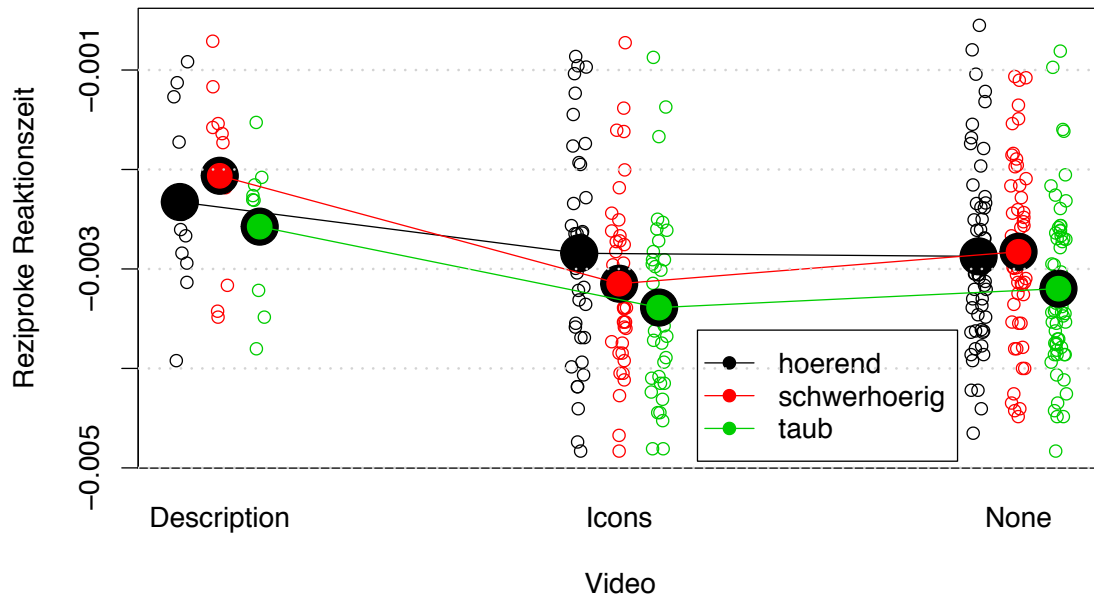 Reziproke Reaktionszeit
−0.001
−0.003
−0.005
hoerend
schwerhoerig
taub
Description
Icons
None
Video